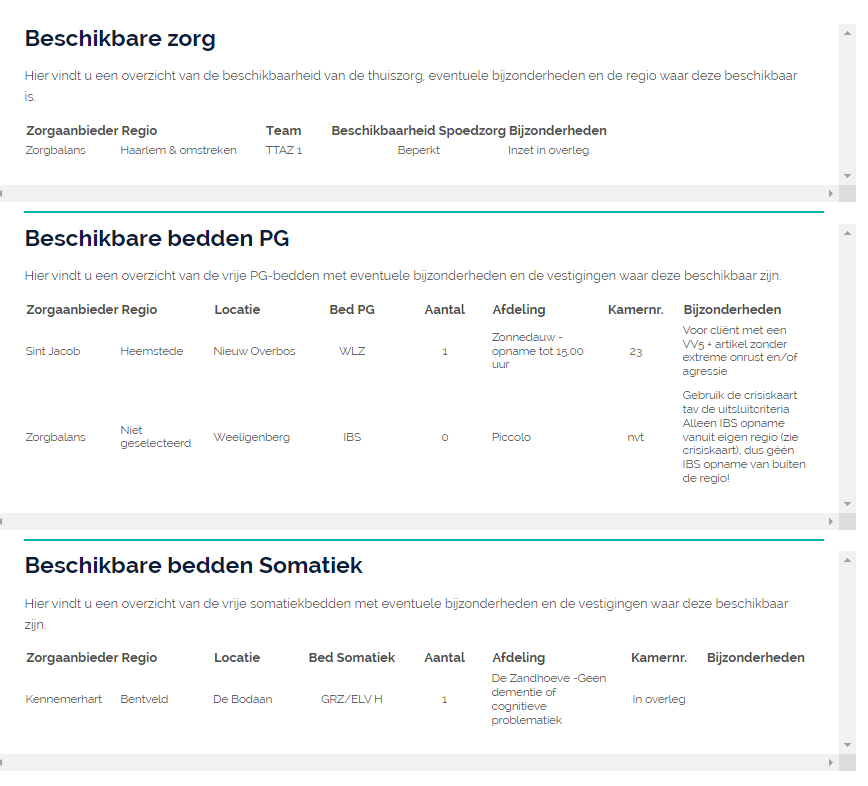 Beschikbare zorg
Hier vindt u een overzicht van de beschikbaarheid van de thuiszorg, eventuele bijzonderheden en de regio waar deze beschikbaar
is.
Zorgaanbieder Regio Team Beschikbaarheid Spoedzorg Bijzonderheden
Zorgbalans Haarlem & omstreken TTAZ 1 Beperkt Inzet in overleg.
Beschikbare bedden PG
Hier vindt u een overzicht van de vrije PG-bedden met eventuele bijzonderheden en de vestigingen waar deze beschikbaar zijn.
Zorgaanbieder Regio Locatie Bed PG Aantal Afdeling Kamernr. Bijzonderheden
Sint Jacob Heemstede Nieuw Overbos WLZ 1
Zonnedauw -
opname tot 15.00
uur
23
Voor cliënt met een
VV5 + artikel zonder
extreme onrust en/of
agressie
Zorgbalans
Niet
geselecteerd
Weeligenberg IBS 0 Piccolo nvt
Gebruik de crisiskaart
tav de uitsluitcriteria
Alleen IBS opname
vanuit eigen regio (zie
crisiskaart), dus géén
IBS opname van buiten
de regio!
Beschikbare bedden Somatiek
Hier vindt u een overzicht van de vrije somatiekbedden met eventuele bijzonderheden en de vestigingen waar deze beschikbaar
zijn.
Zorgaanbieder Regio Locatie Bed Somatiek Aantal Afdeling Kamernr. Bijzonderheden
Kennemerhart Bentveld De Bodaan GRZ/ELV H 1
De Zandhoeve -Geen
dementie of
cognitieve
problematiek
In overleg